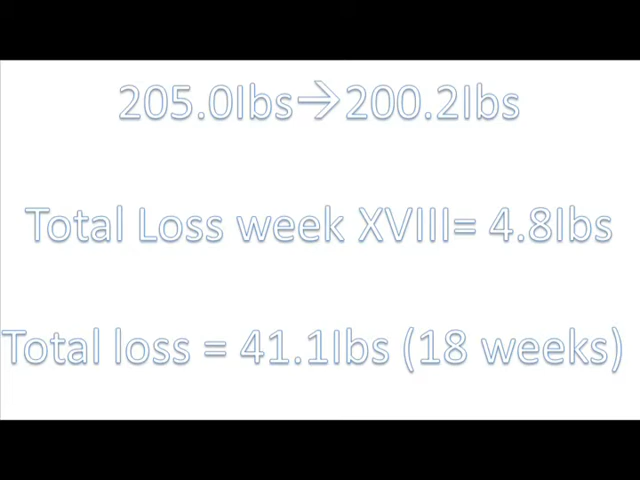 205.0lbs→200.2lbs
Total Loss week XVIII= 4.8lbs
Total loss = 41.1lbs (18 weeks)